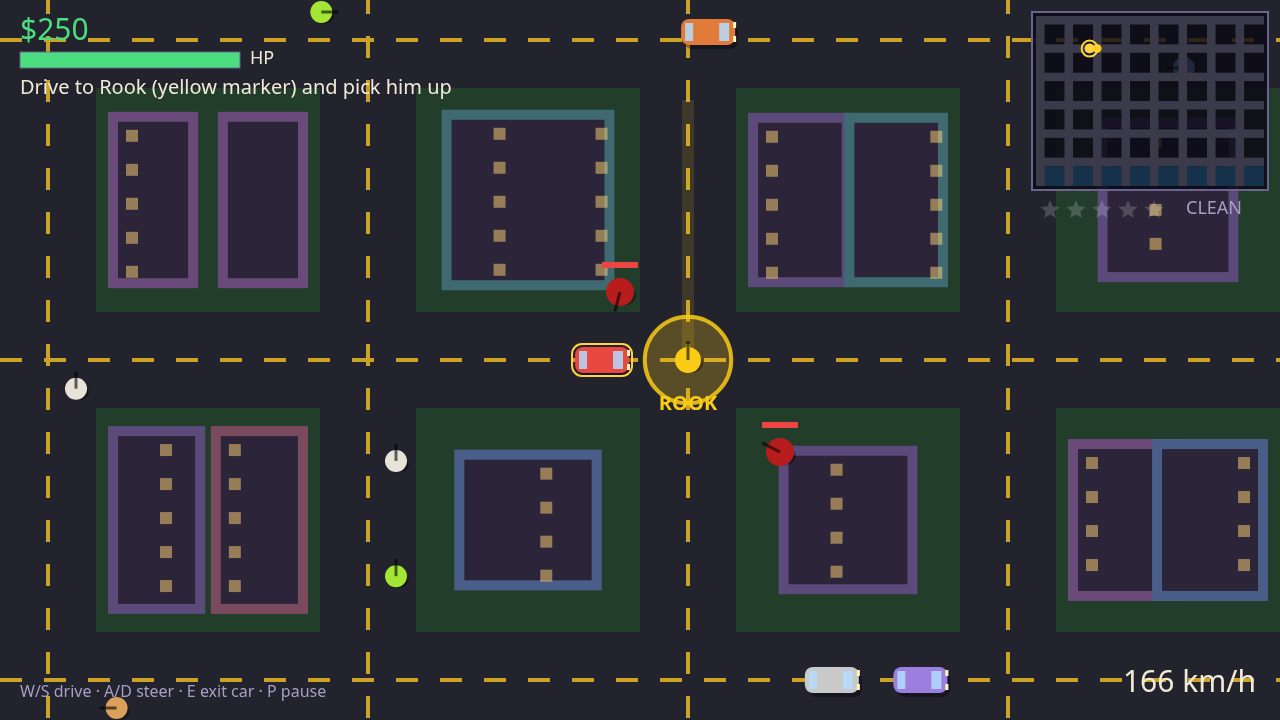 $250
HP
Drive to Rook (yellow marker) and pick him up
CLEAN
ROOK
W/S drive · A/D steer · E exit car · P pause
166 km/h